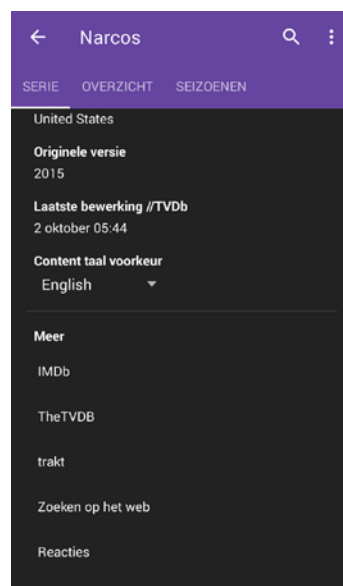 Narcos
SERIE OVERZICHT SEIZOENEN
United States
Originele versie
2015
Laatste bewerking //TVDb
2 oktober 05:44
Content taal voorkeur
English
Meer
IMDb
TheTVDB
trakt
Zoeken op het web
Reacties